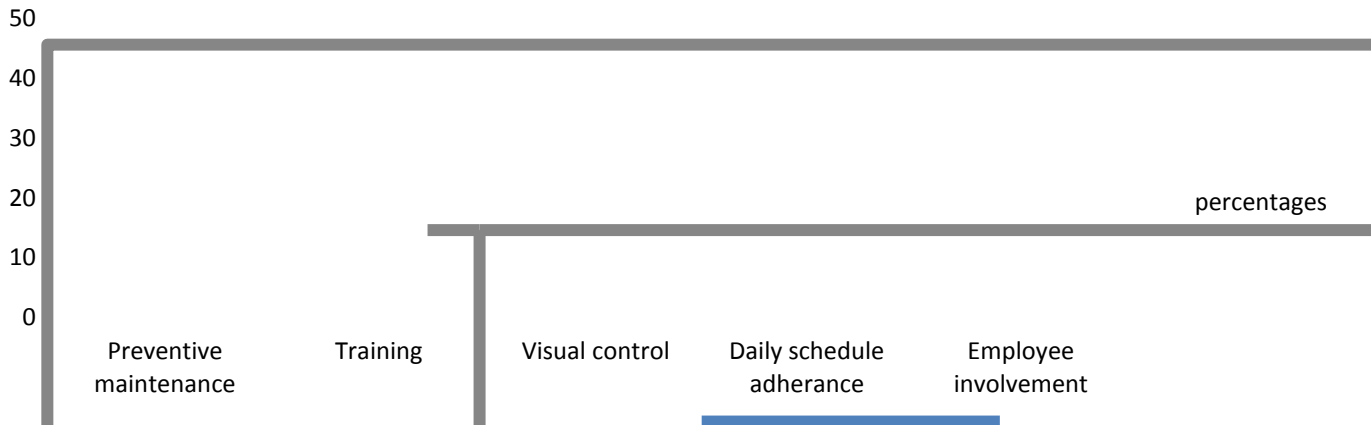 50
40
30
20
percentages
10
0
Preventive maintenance
Training
Visual control
Daily schedule adherance
Employee involvement